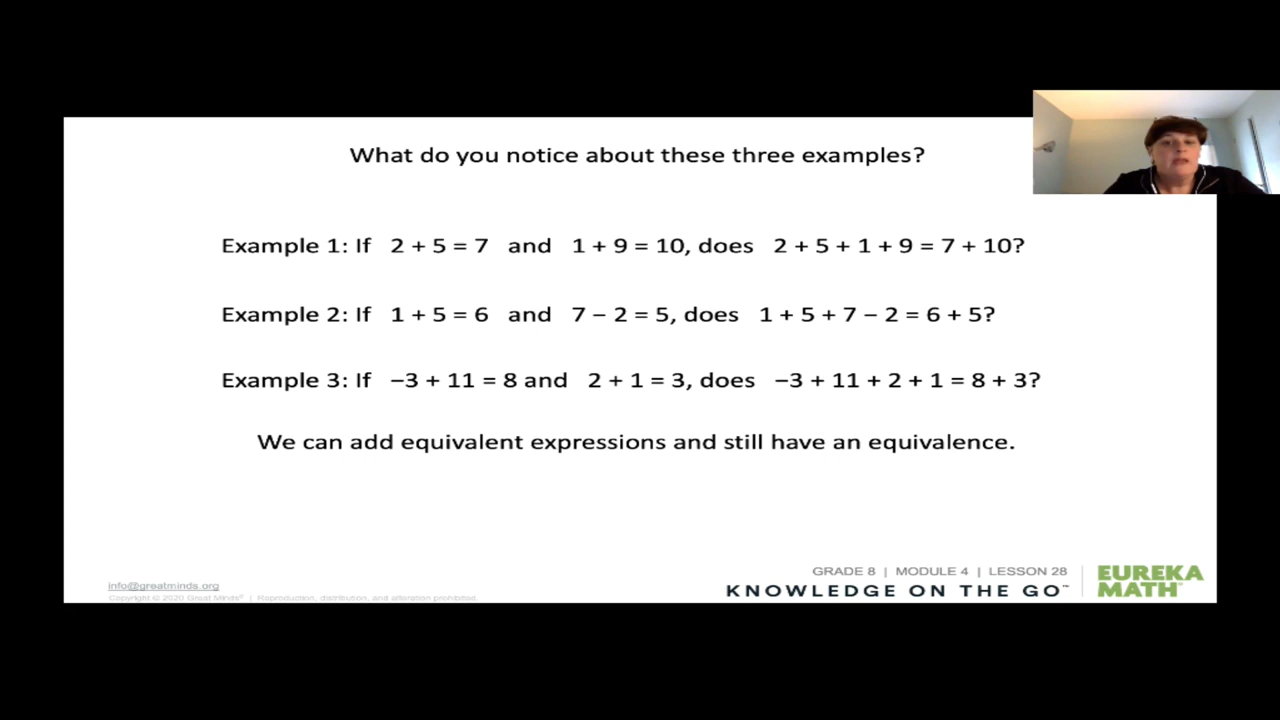 What do you notice about these three examples?
Example 1: If 2 + 5 = 7 and 1 + 9 = 10, does 2 + 5 + 1 + 9 = 7 + 10?
Example 2: If 1 + 5 = 6 and 7 − 2 = 5, does 1 + 5 + 7 − 2 = 6 + 5?
Example 3: If −3 + 11 = 8 and 2 + 1 = 3, does −3 + 11 + 2 + 1 = 8 + 3?
We can add equivalent expressions and still have an equivalence.
info@greatminds.org
Copyright © 2020 Great Minds® | Reproduction, distribution, and alteration prohibited.
GRADE 8 | MODULE 4 | LESSON 28
KNOWLEDGE ON THE GO™
EUREKA
MATH™